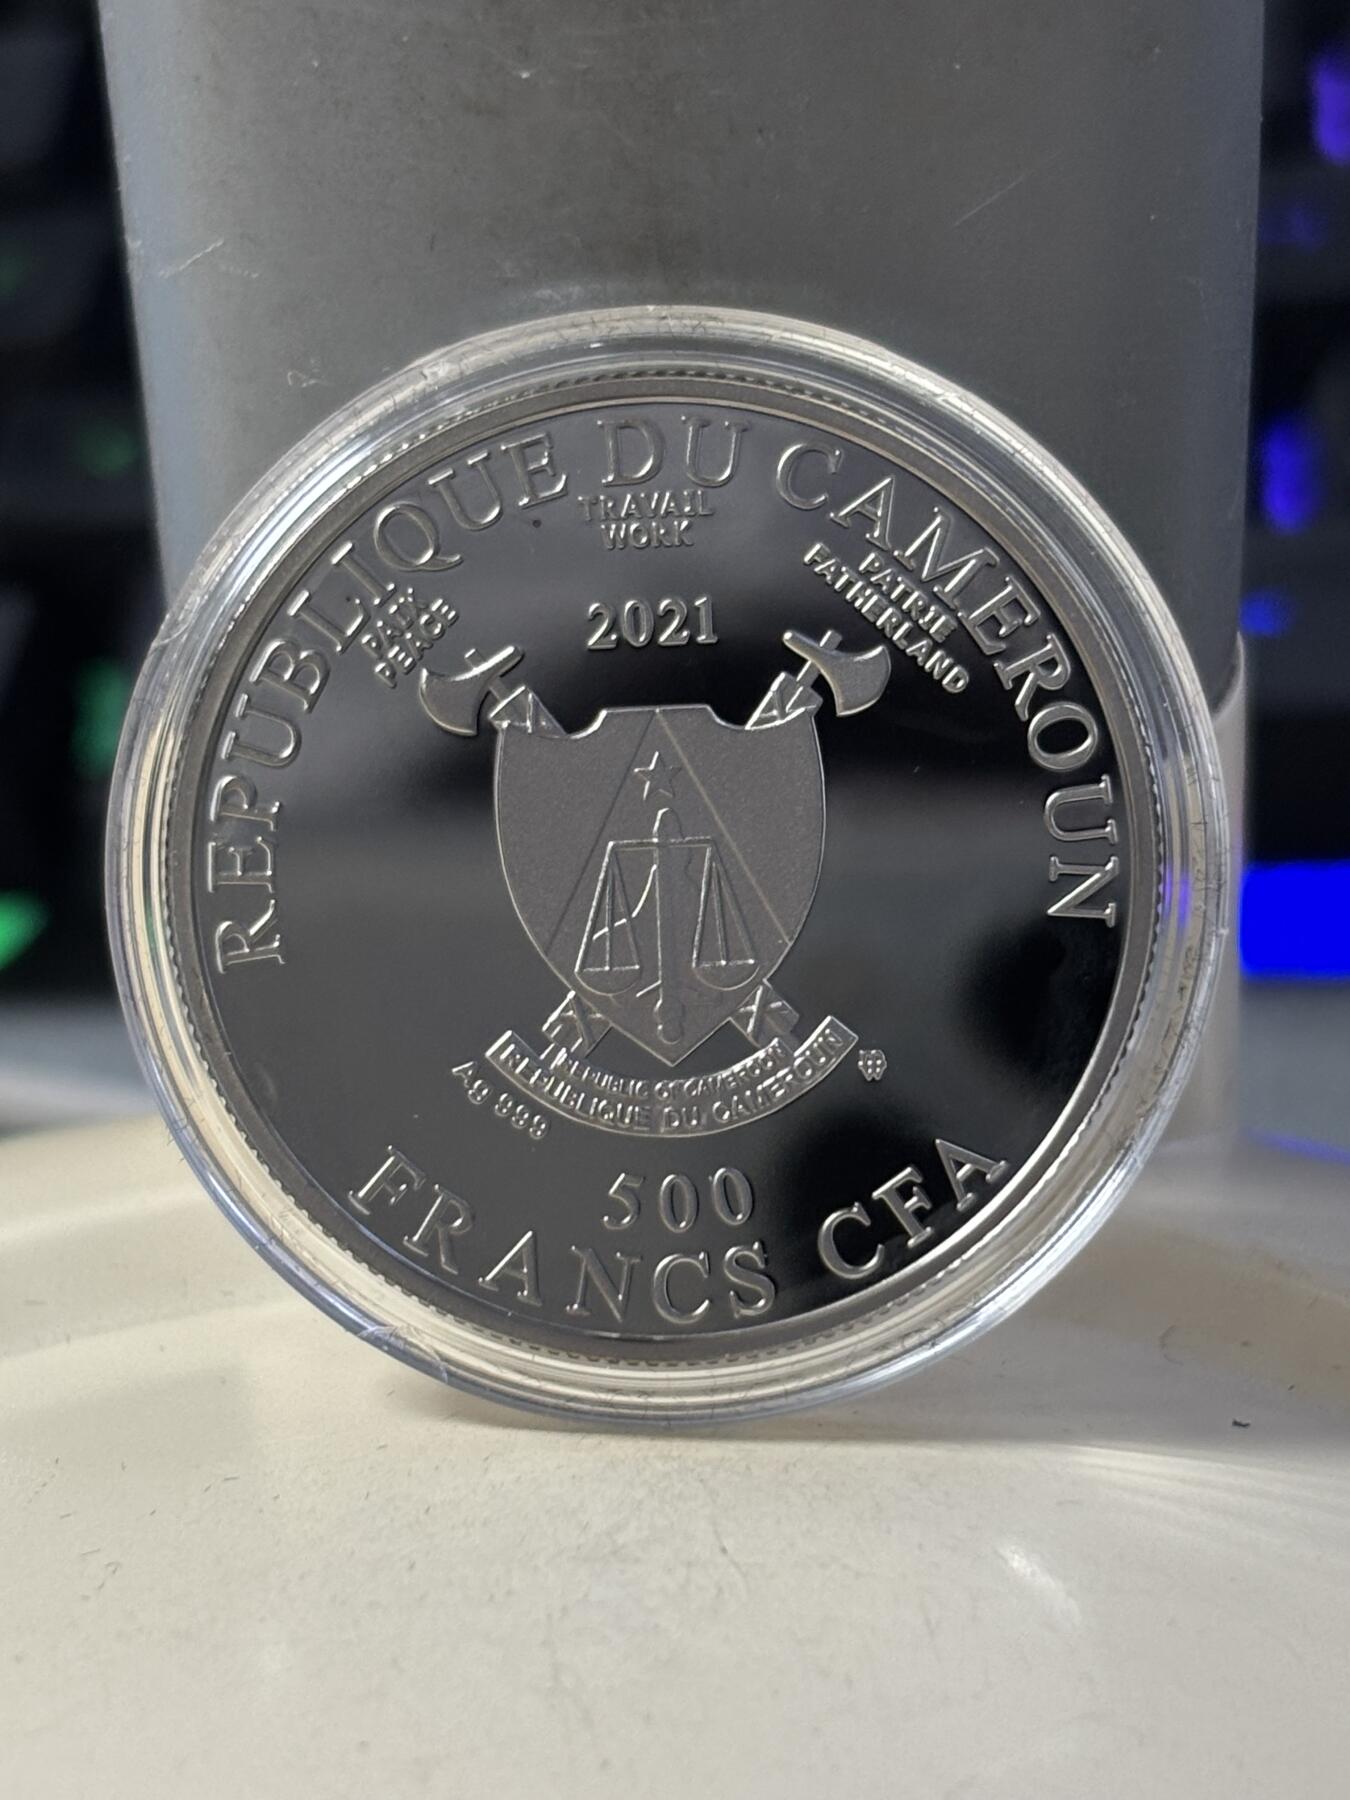 REPUBLIQUE DU CAMEROUN
TRAVAIL
WORK
PAIX
PEACE
PATRIE
FATHERLAND
2021
REPUBLIC OF CAMEROON
REPUBLIQUE DU CAMEROUN
Ag 999
500
FRANCS CFA